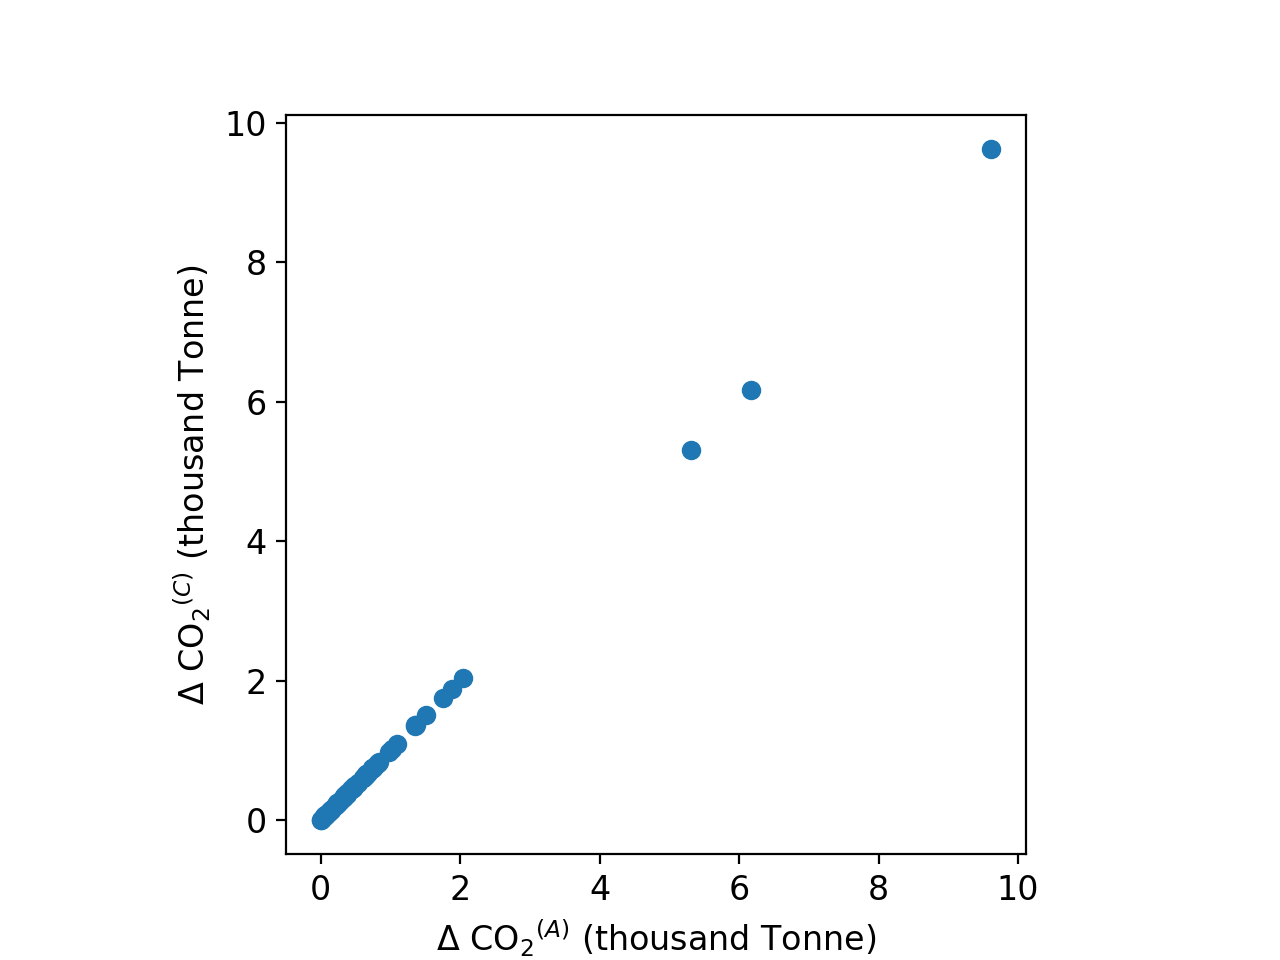 10
8
6
4
2
0
Δ CO₂⁽ᶜ⁾ (thousand Tonne)
0 2 4 6 8 10
Δ CO₂⁽ᴬ⁾ (thousand Tonne)